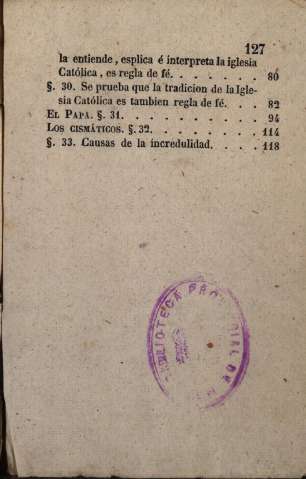 127
la entiende, esplica é interpreta la iglesia
Católica, es regla de fé. . . . . . . 80
§. 30. Se prueba que la tradicion de la Igle-
sia Católica es tambien regla de fé. . . 82
EL PAPA. §. 31. . . . . . . . . . . 94
LOS CISMÁTICOS. §. 32. . . . . . . . . 114
§. 33. Causas de la incredulidad. . . . . 118
BIBLIOTECA